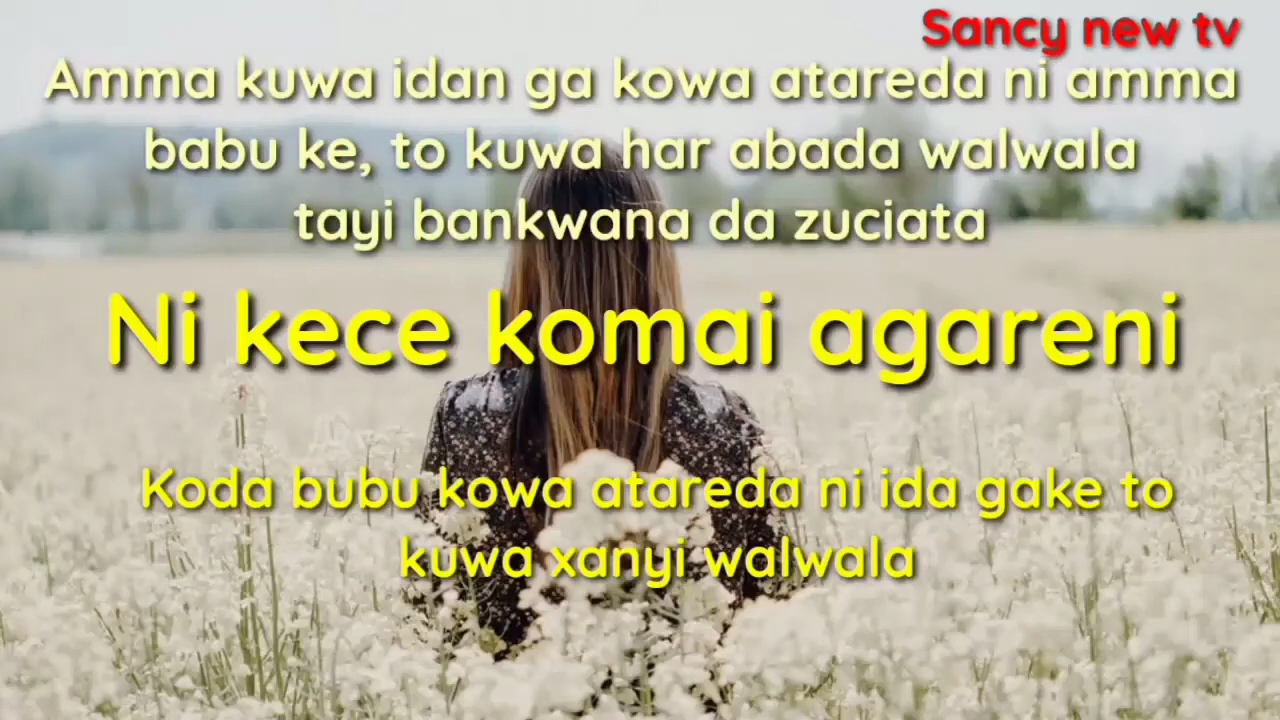 Sancy new tv
Amma kuwa idan ga kowa atareda ni amma
babu ke, to kuwa har abada walwala
tayi bankwana da zuciata
Ni kece komai agareni
Koda bubu kowa atareda ni ida gake to
kuwa xanyi walwala